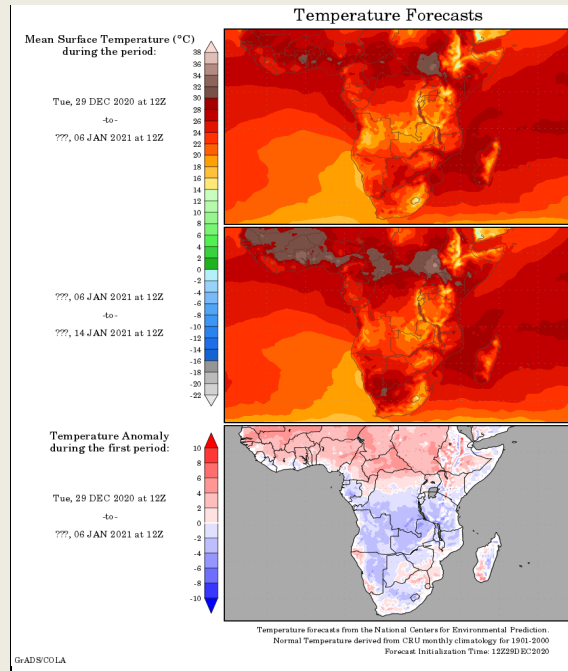 Temperature Forecasts
Mean Surface Temperature (°C)
during the period:
Tue, 29 DEC 2020 at 12Z
-to-
???, 06 JAN 2021 at 12Z
38
36
34
32
30
28
26
24
22
20
18
16
14
12
10
8
6
4
2
0
-2
-4
-6
-8
-10
-12
-14
-16
-18
-20
-22
???, 06 JAN 2021 at 12Z
-to-
???, 14 JAN 2021 at 12Z
Temperature Anomaly
during the first period:
Tue, 29 DEC 2020 at 12Z
-to-
???, 06 JAN 2021 at 12Z
10
8
6
4
2
0
-2
-4
-6
-8
-10
Temperature forecasts from the National Centers for Environmental Prediction.
Normal Temperature derived from CRU monthly climatology for 1901-2000
Forecast Initialization Time: 12Z29DEC2020
GrADS/COLA